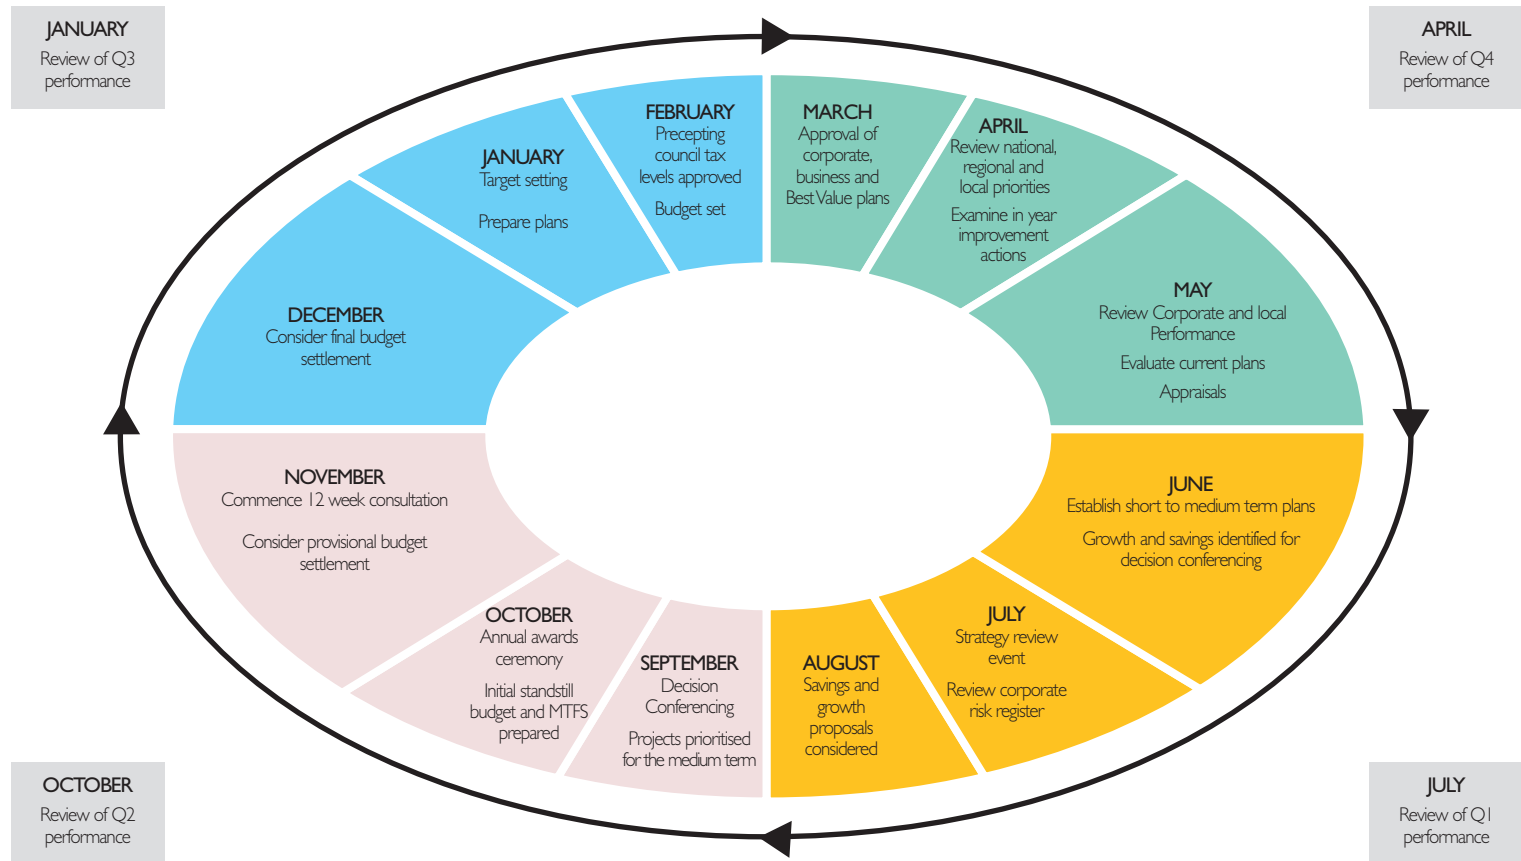 JANUARY
Review of Q3
performance
APRIL
Review of Q4
performance
FEBRUARY
Precepting
council tax
levels approved
Budget set
MARCH
Approval of
corporate,
business and
Best Value plans
APRIL
Review national,
regional and
local priorities
Examine in year
improvement
actions
JANUARY
Target setting
Prepare plans
MAY
Review Corporate and local
Performance
Evaluate current plans
Appraisals
DECEMBER
Consider final budget
settlement
NOVEMBER
Commence 12 week consultation
Consider provisional budget
settlement
JUNE
Establish short to medium term plans
Growth and savings identified for
decision conferencing
OCTOBER
Annual awards
ceremony
Initial standstill
budget and MTFS
prepared
SEPTEMBER
Decision
Conferencing
Projects prioritised
for the medium term
AUGUST
Savings and
growth
proposals
considered
JULY
Strategy review
event
Review corporate
risk register
OCTOBER
Review of Q2
performance
JULY
Review of Q1
performance